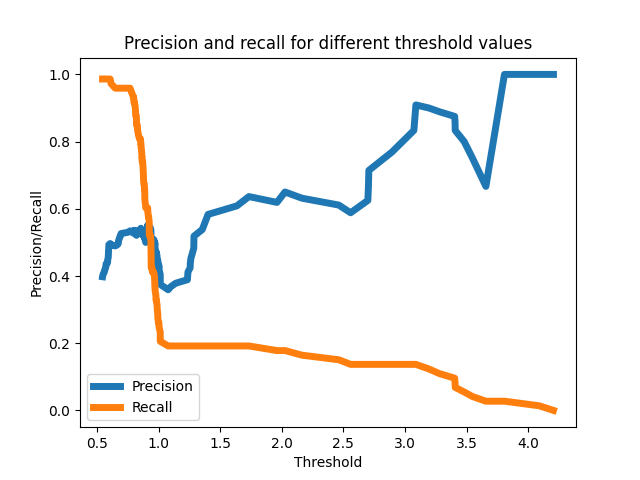 Precision and recall for different threshold values
1.0
0.8
0.6
0.4
0.2
0.0
Precision/Recall
Precision
Recall
0.5 1.0 1.5 2.0 2.5 3.0 3.5 4.0
Threshold